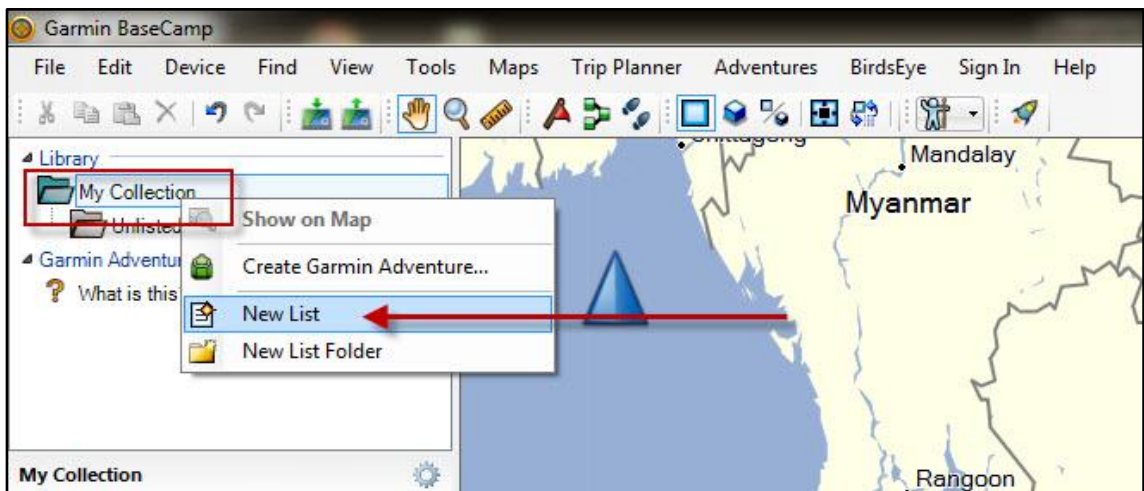 Garmin BaseCamp
File Edit Device Find View Tools Maps Trip Planner Adventures BirdsEye Sign In Help
Library
My Collection
Unlisted
Show on Map
Garmin Adventu
Create Garmin Adventure...
What is this
New List
New List Folder
My Collection
Mandalay
Myanmar
Rangoon